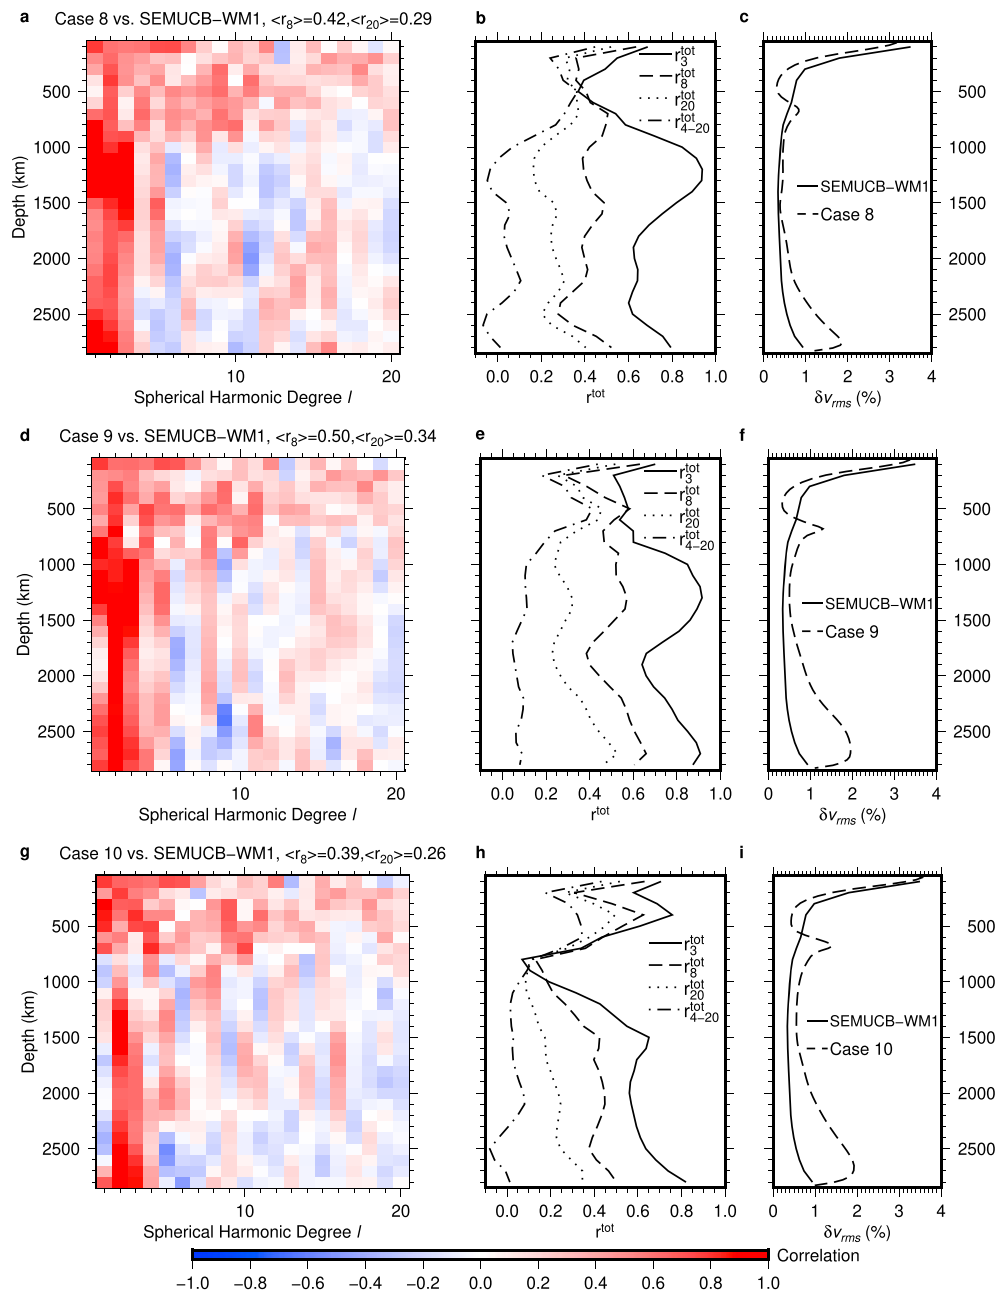 a Case 8 vs. SEMUCB−WM1, <r8>=0.42,<r20>=0.29
b
c
500
1000
1500
2000
2500
Depth (km)
10
20
Spherical Harmonic Degree l
r3tot
r8tot
r20tot
r4−20tot
0.0 0.2 0.4 0.6 0.8 1.0
rtot
SEMUCB−WM1
Case 8
500
1000
1500
2000
2500
0 1 2 3 4
δvrms (%)
d Case 9 vs. SEMUCB−WM1, <r8>=0.50,<r20>=0.34
e
f
500
1000
1500
2000
2500
Depth (km)
10
20
Spherical Harmonic Degree l
r3tot
r8tot
r20tot
r4−20tot
0.0 0.2 0.4 0.6 0.8 1.0
rtot
SEMUCB−WM1
Case 9
500
1000
1500
2000
2500
0 1 2 3 4
δvrms (%)
g Case 10 vs. SEMUCB−WM1, <r8>=0.39,<r20>=0.26
h
i
500
1000
1500
2000
2500
Depth (km)
10
20
Spherical Harmonic Degree l
r3tot
r8tot
r20tot
r4−20tot
0.0 0.2 0.4 0.6 0.8 1.0
rtot
SEMUCB−WM1
Case 10
500
1000
1500
2000
2500
0 1 2 3 4
δvrms (%)
Correlation
−1.0 −0.8 −0.6 −0.4 −0.2 0.0 0.2 0.4 0.6 0.8 1.0